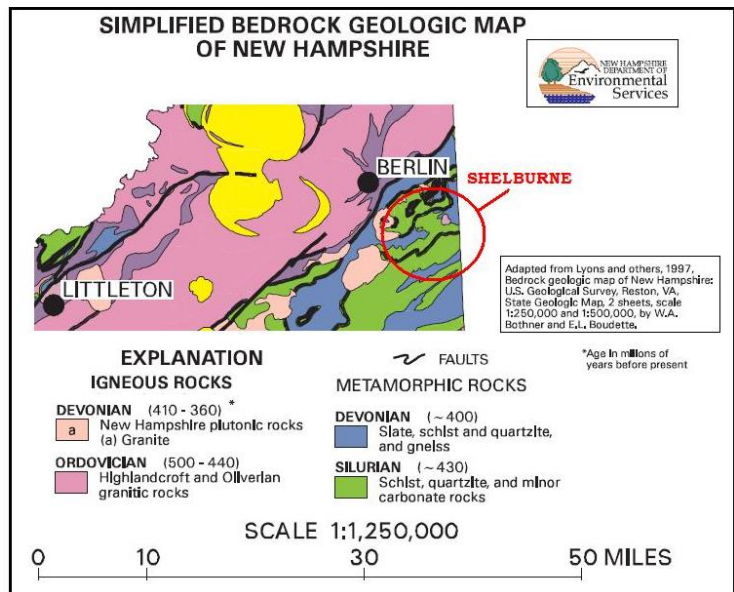 SIMPLIFIED BEDROCK GEOLOGIC MAP
OF NEW HAMPSHIRE
NEW HAMPSHIRE
DEPARTMENT OF
Environmental
Services
BERLIN
SHELBURNE
LITTLETON
Adapted from Lyons and others, 1997,
Bedrock geologic map of New Hampshire:
U.S. Geological Survey, Reston, VA,
State Geologic Map, 2 sheets, scale
1:250,000 and 1:500,000, by W.A.
Bothner and E.L. Boudette.
*Age in millions of
years before present
EXPLANATION
FAULTS
IGNEOUS ROCKS
DEVONIAN (410 - 360) *
a New Hampshire plutonic rocks
(a) Granite
ORDOVICIAN (500 - 440)
Highlandcroft and Oliverian
granitic rocks
METAMORPHIC ROCKS
DEVONIAN (~400)
Slate, schist and quartzite,
and gneiss
SILURIAN (~430)
Schist, quartzite, and minor
carbonate rocks
SCALE 1:1,250,000
0 10 30 50 MILES